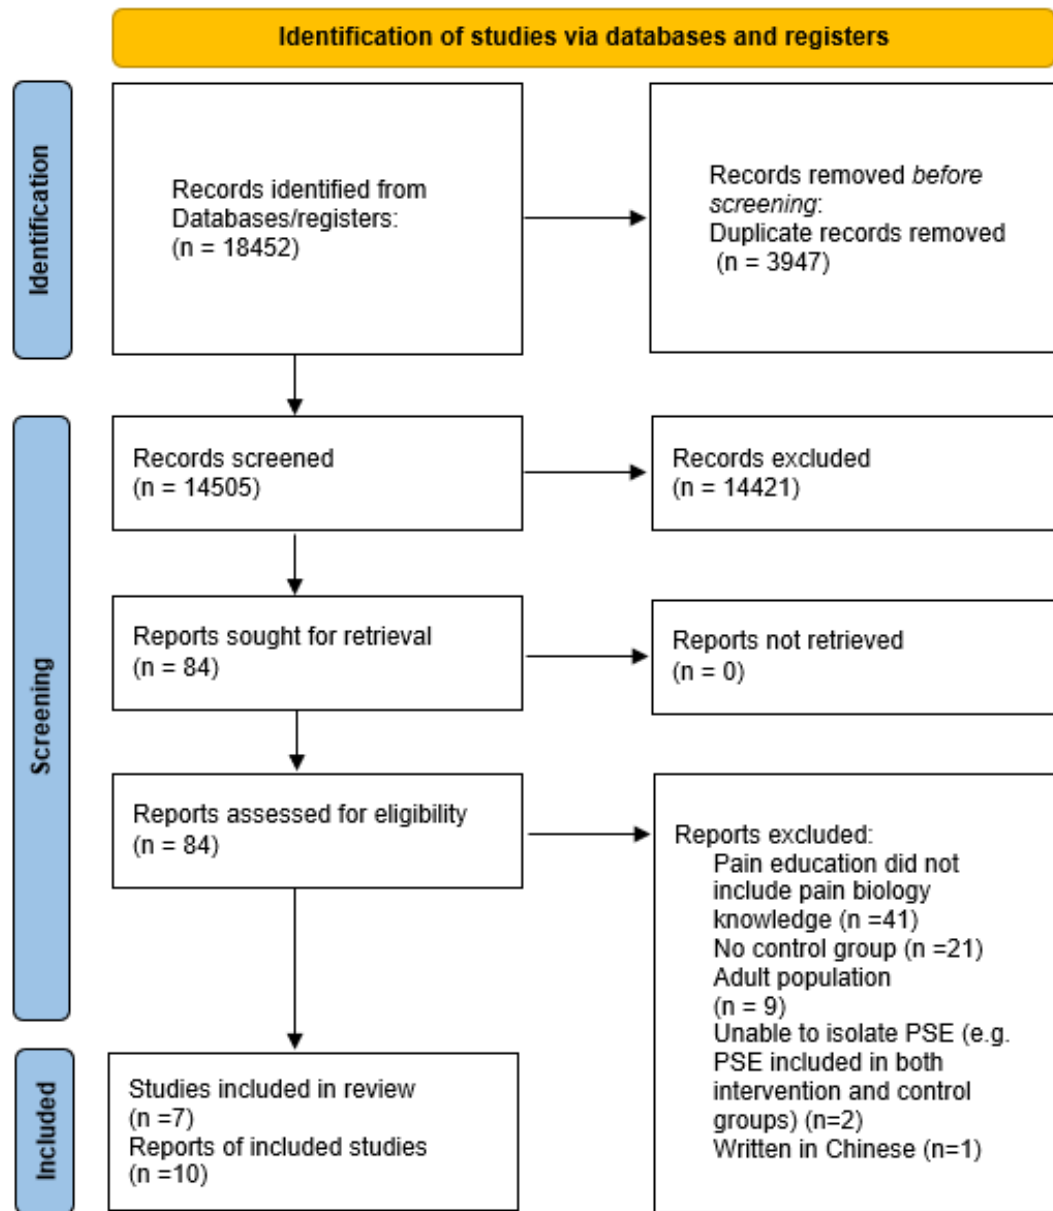 Identification of studies via databases and registers
Identification
Records identified from
Databases/registers:
(n = 18452)
Records removed before
screening:
Duplicate records removed
(n = 3947)
Screening
Records screened
(n = 14505)
Records excluded
(n = 14421)
Reports sought for retrieval
(n = 84)
Reports not retrieved
(n = 0)
Reports assessed for eligibility
(n = 84)
Reports excluded:
Pain education did not
include pain biology
knowledge (n =41)
No control group (n =21)
Adult population
(n = 9)
Unable to isolate PSE (e.g.
PSE included in both
intervention and control
groups) (n=2)
Written in Chinese (n=1)
Included
Studies included in review
(n =7)
Reports of included studies
(n =10)